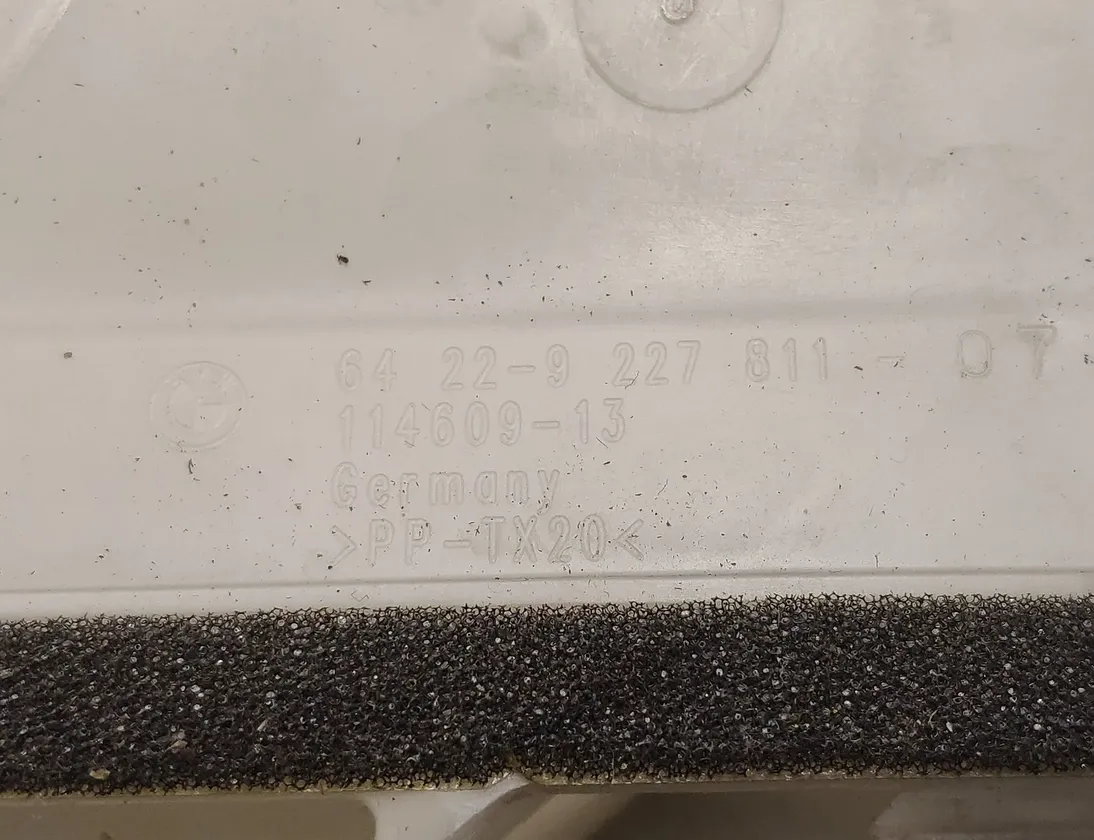 64 22-9 227 811 - 07
114609-13
Germany
>PP-TX20<